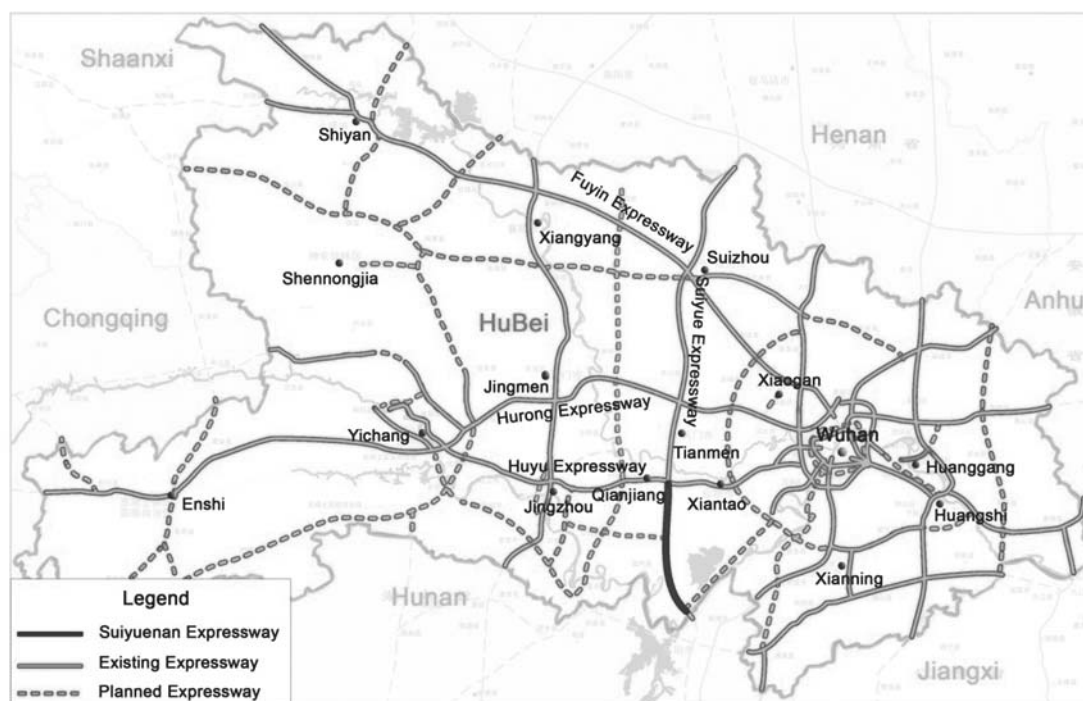 Shaanxi
Henan
Shiyan
Fuyin Expressway
Xiangyang
Suizhou
Shennongjia
Suiyue Expressway
Anhu
Chongqing
HuBei
Jingmen
Xiaogan
Hurong Expressway
Yichang
Tianmen
Wuhan
Huyu Expressway
Huanggang
Qianjiang
Enshi
Jingzhou
Xiantao
Huangshi
Xianning
Hunan
Jiangxi
Legend
Suiyuenan Expressway
Existing Expressway
Planned Expressway